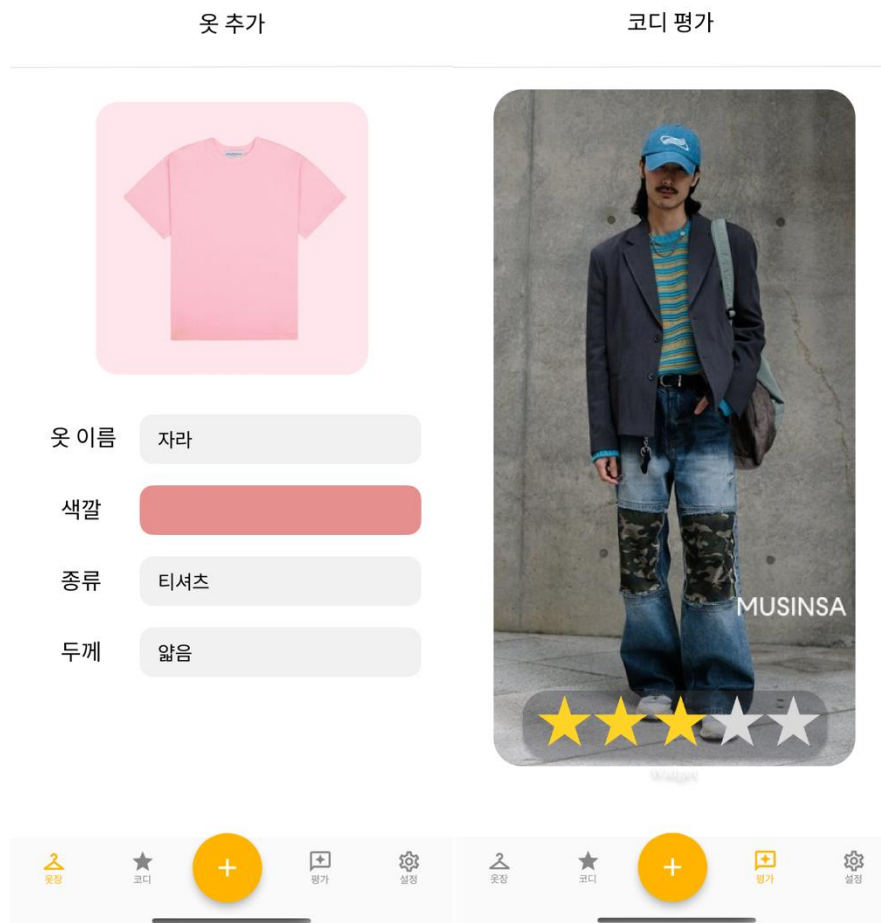 옷 추가
옷 이름
자라
색깔
종류
티셔츠
두께
얇음
옷장
코디
평가
설정
코디 평가
MUSINSA
Widget
옷장
코디
평가
설정